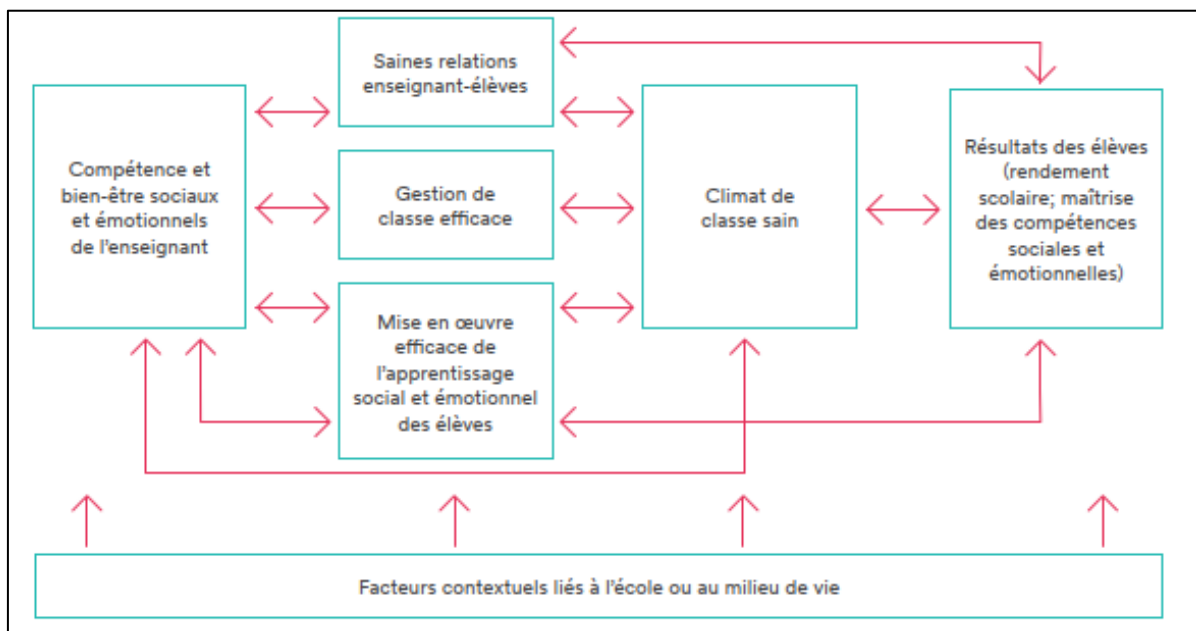 Saines relations
enseignant-élèves
Compétence et
bien-être sociaux
et émotionnels
de l'enseignant
Gestion de
classe efficace
Mise en œuvre
efficace de
l'apprentissage
social et émotionnel
des élèves
Climat de
classe sain
Résultats des élèves
(rendement
scolaire; maîtrise
des compétences
sociales et
émotionnelles)
Facteurs contextuels liés à l'école ou au milieu de vie